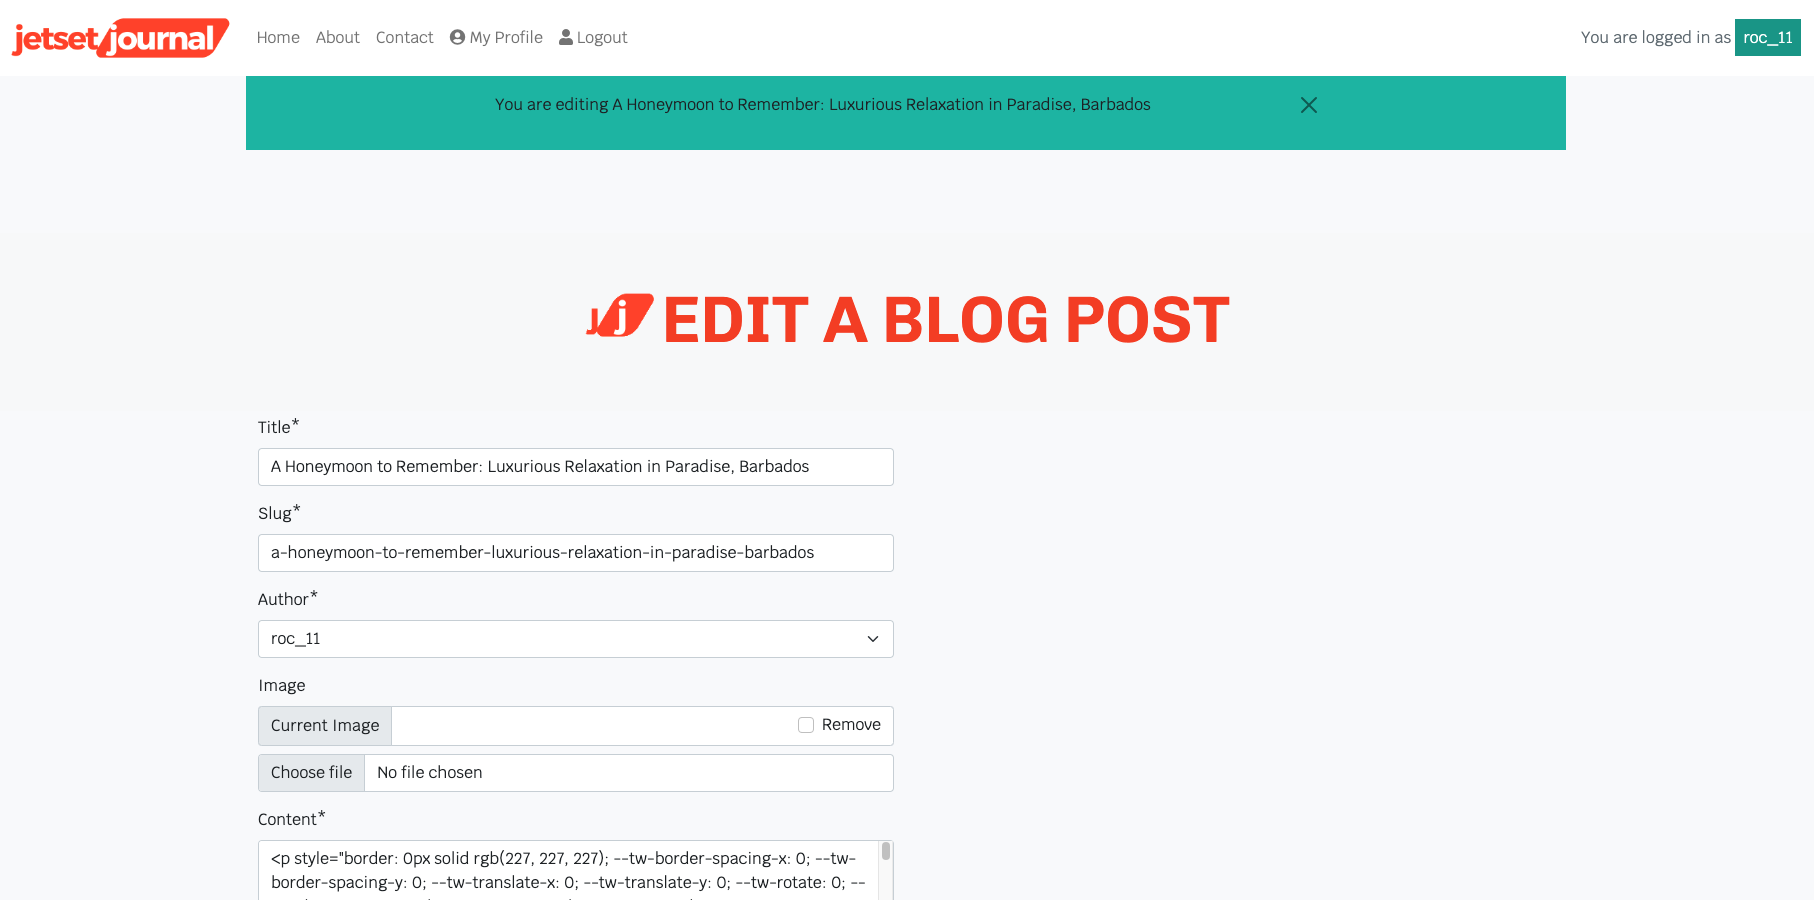 jetset journal
Home About Contact My Profile Logout
You are logged in as roc_11
You are editing A Honeymoon to Remember: Luxurious Relaxation in Paradise, Barbados
JJ EDIT A BLOG POST
Title*
A Honeymoon to Remember: Luxurious Relaxation in Paradise, Barbados
Slug*
a-honeymoon-to-remember-luxurious-relaxation-in-paradise-barbados
Author*
roc_11
Image
Current Image Remove
Choose file No file chosen
Content*
<p style="border: 0px solid rgb(227, 227, 227); --tw-border-spacing-x: 0; --tw-
border-spacing-y: 0; --tw-translate-x: 0; --tw-translate-y: 0; --tw-rotate: 0; --